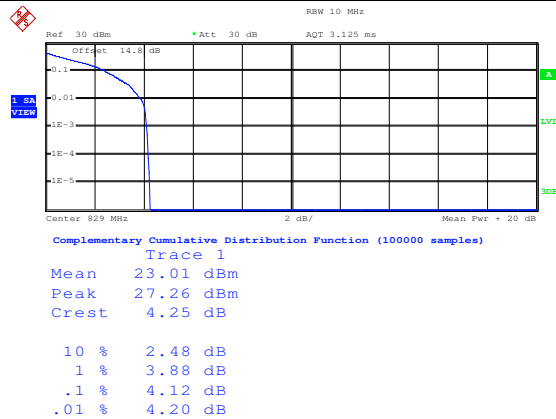 RBW 10 MHz
Ref 30 dBm *Att 30 dB AQT 3.125 ms
Offset 14.8 dB
0.1
0.01
1E-3
1E-4
1E-5
R S
1 SA
VIEW
A
LVL
3DB
Center 829 MHz 2 dB/ Mean Pwr + 20 dB
Complementary Cumulative Distribution Function (100000 samples)
Trace 1
Mean 23.01 dBm
Peak 27.26 dBm
Crest 4.25 dB
10 % 2.48 dB
1 % 3.88 dB
.1 % 4.12 dB
.01 % 4.20 dB